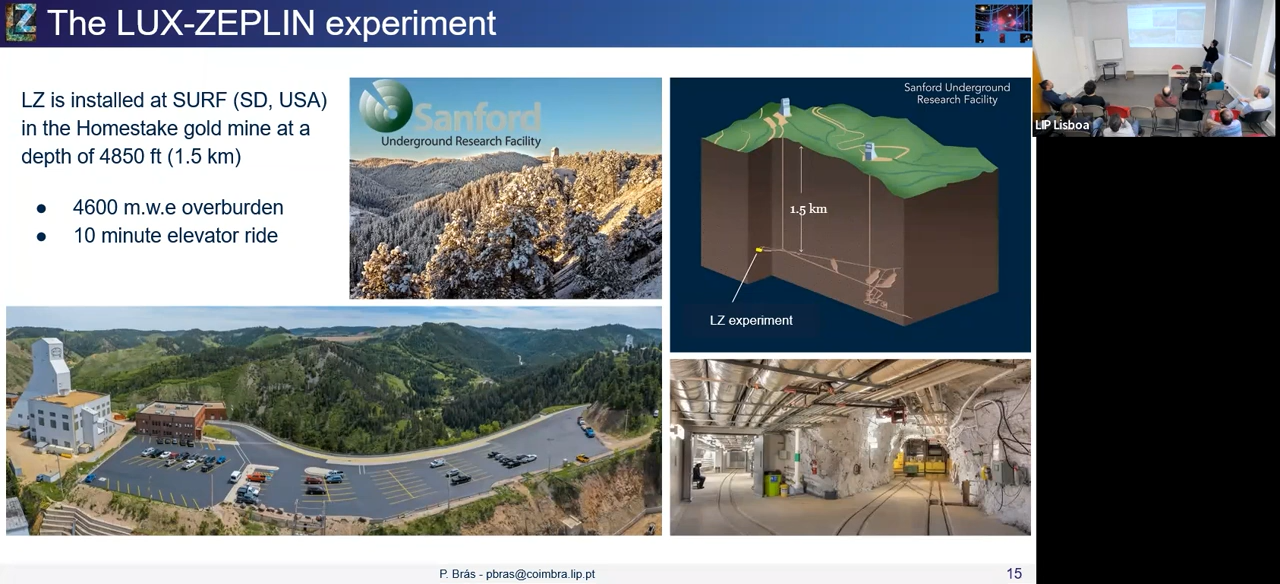 The LUX-ZEPLIN experiment
LZ is installed at SURF (SD, USA)
in the Homestake gold mine at a
depth of 4850 ft (1.5 km)
● 4600 m.w.e overburden
● 10 minute elevator ride
Sanford
Underground Research Facility
Sanford Underground
Research Facility
1.5 km
LZ experiment
LIP Lisboa
P. Brás - pbras@coimbra.lip.pt
15